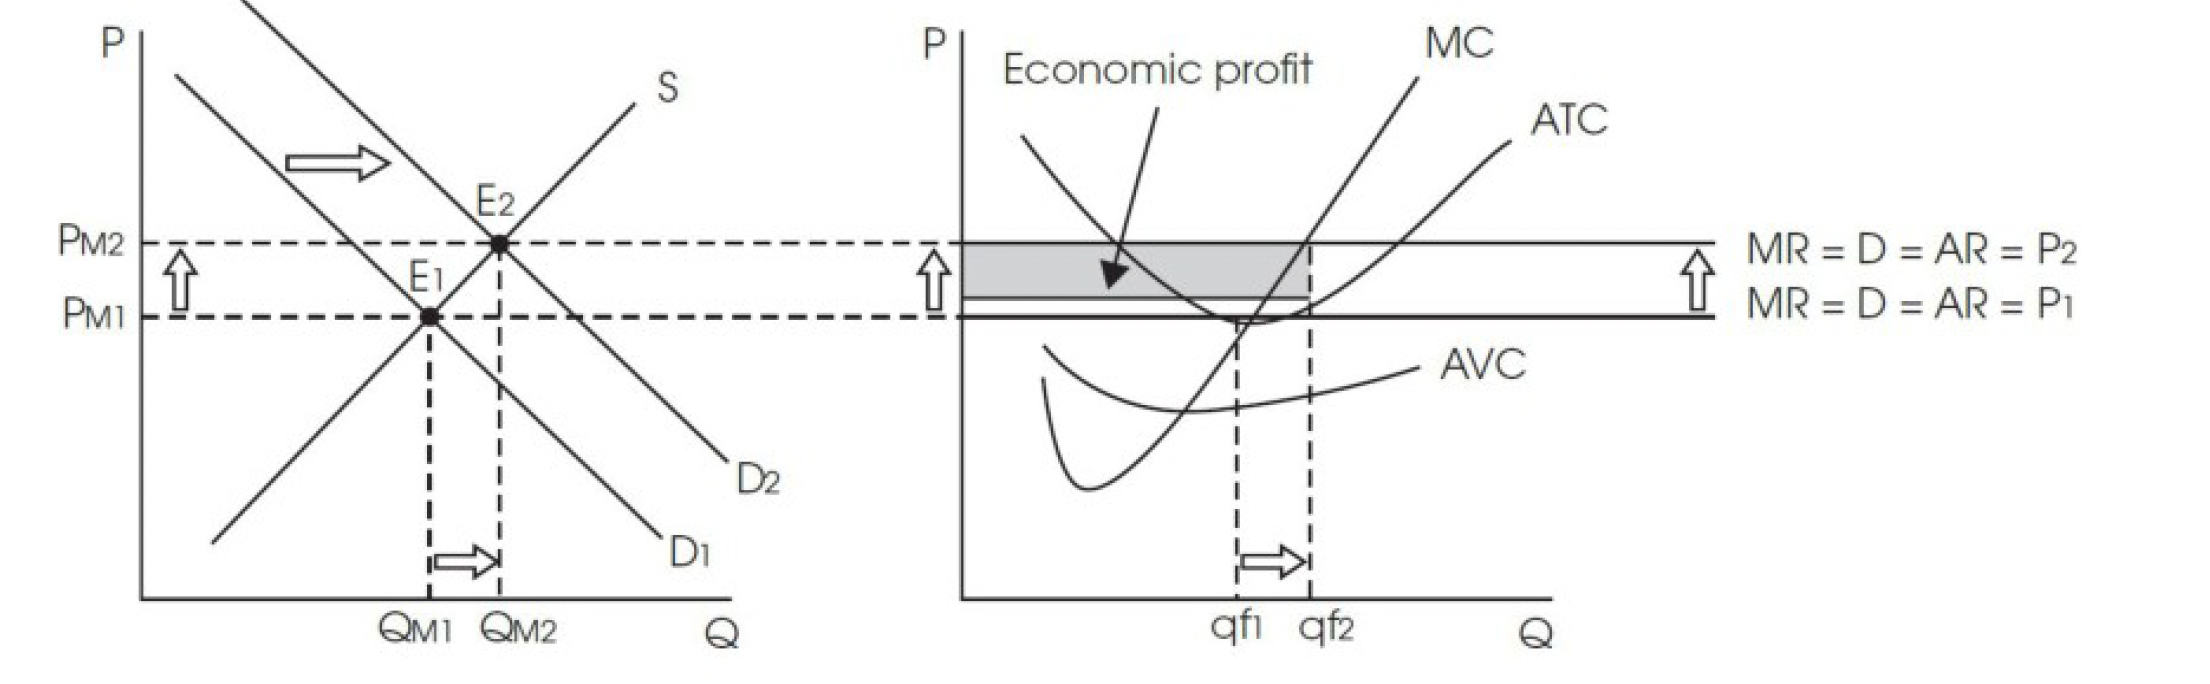 P
S
E2
E1
PM2
PM1
D2
D1
QM1 QM2 Q
P
Economic profit
MC
ATC
MR = D = AR = P2
MR = D = AR = P1
AVC
qf1 qf2 Q